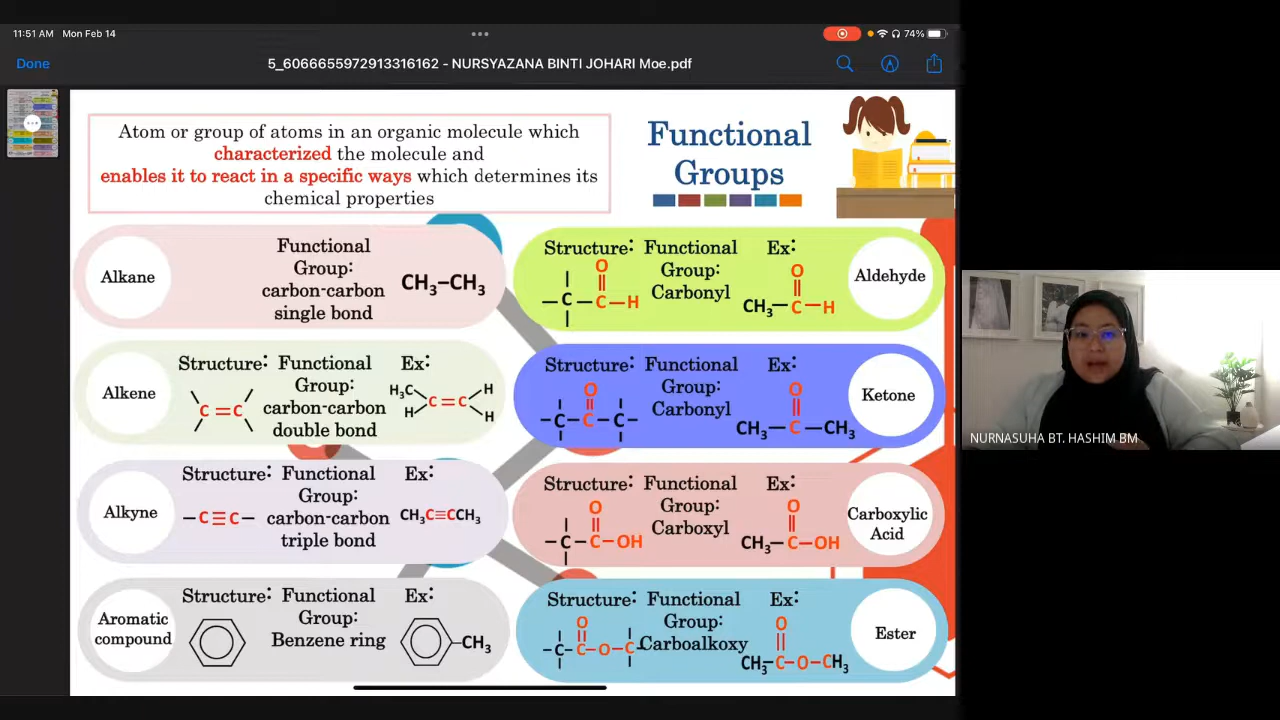 11:51 AM Mon Feb 14
74%
Done
5_6066655972913316162 - NURSYAZANA BINTI JOHARI Moe.pdf
Atom or group of atoms in an organic molecule which
characterized the molecule and
enables it to react in a specific ways which determines its
chemical properties
Functional
Groups
Alkane
Functional
Group:
carbon-carbon
single bond
CH₃–CH₃
Structure:
O
C C H
Functional
Group:
Carbonyl
Ex:
O
CH₃ C H
Aldehyde
Alkene
Structure:
C=C
Functional
Group:
carbon-carbon
double bond
Ex:
H₃C H
C=C
H H
Structure:
O
C C C
Functional
Group:
Carbonyl
Ex:
O
CH₃ C CH₃
Ketone
Alkyne
Structure:
–C≡C–
Functional
Group:
carbon-carbon
triple bond
Ex:
CH₃C≡CCH₃
Structure:
O
C C OH
Functional
Group:
Carboxyl
Ex:
O
CH₃ C OH
Carboxylic
Acid
Aromatic
compound
Structure:
Functional
Group:
Benzene ring
Ex:
CH₃
Structure:
O
C C O C
Functional
Group:
Carboalkoxy
Ex:
O
CH₃ C O CH₃
Ester
NURNASUHA BT. HASHIM BM